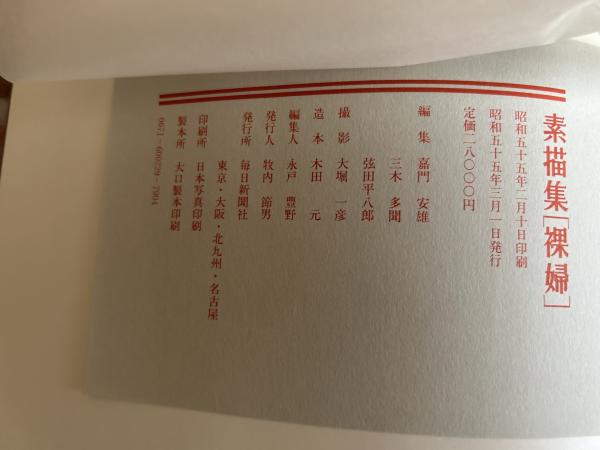 素描集［裸婦］
昭和五十五年二月十日印刷
昭和五十五年三月一日発行
定価二八〇〇〇円
編集 嘉門安雄
三木多聞
弦田平八郎
撮影 大堀一彦
造本 木田元
編集人 永戸豊野
発行人 牧内節男
発行所 毎日新聞社
東京・大阪・北九州・名古屋
印刷所 日本写真印刷
製本所 大口製本印刷
0671－600229－7904